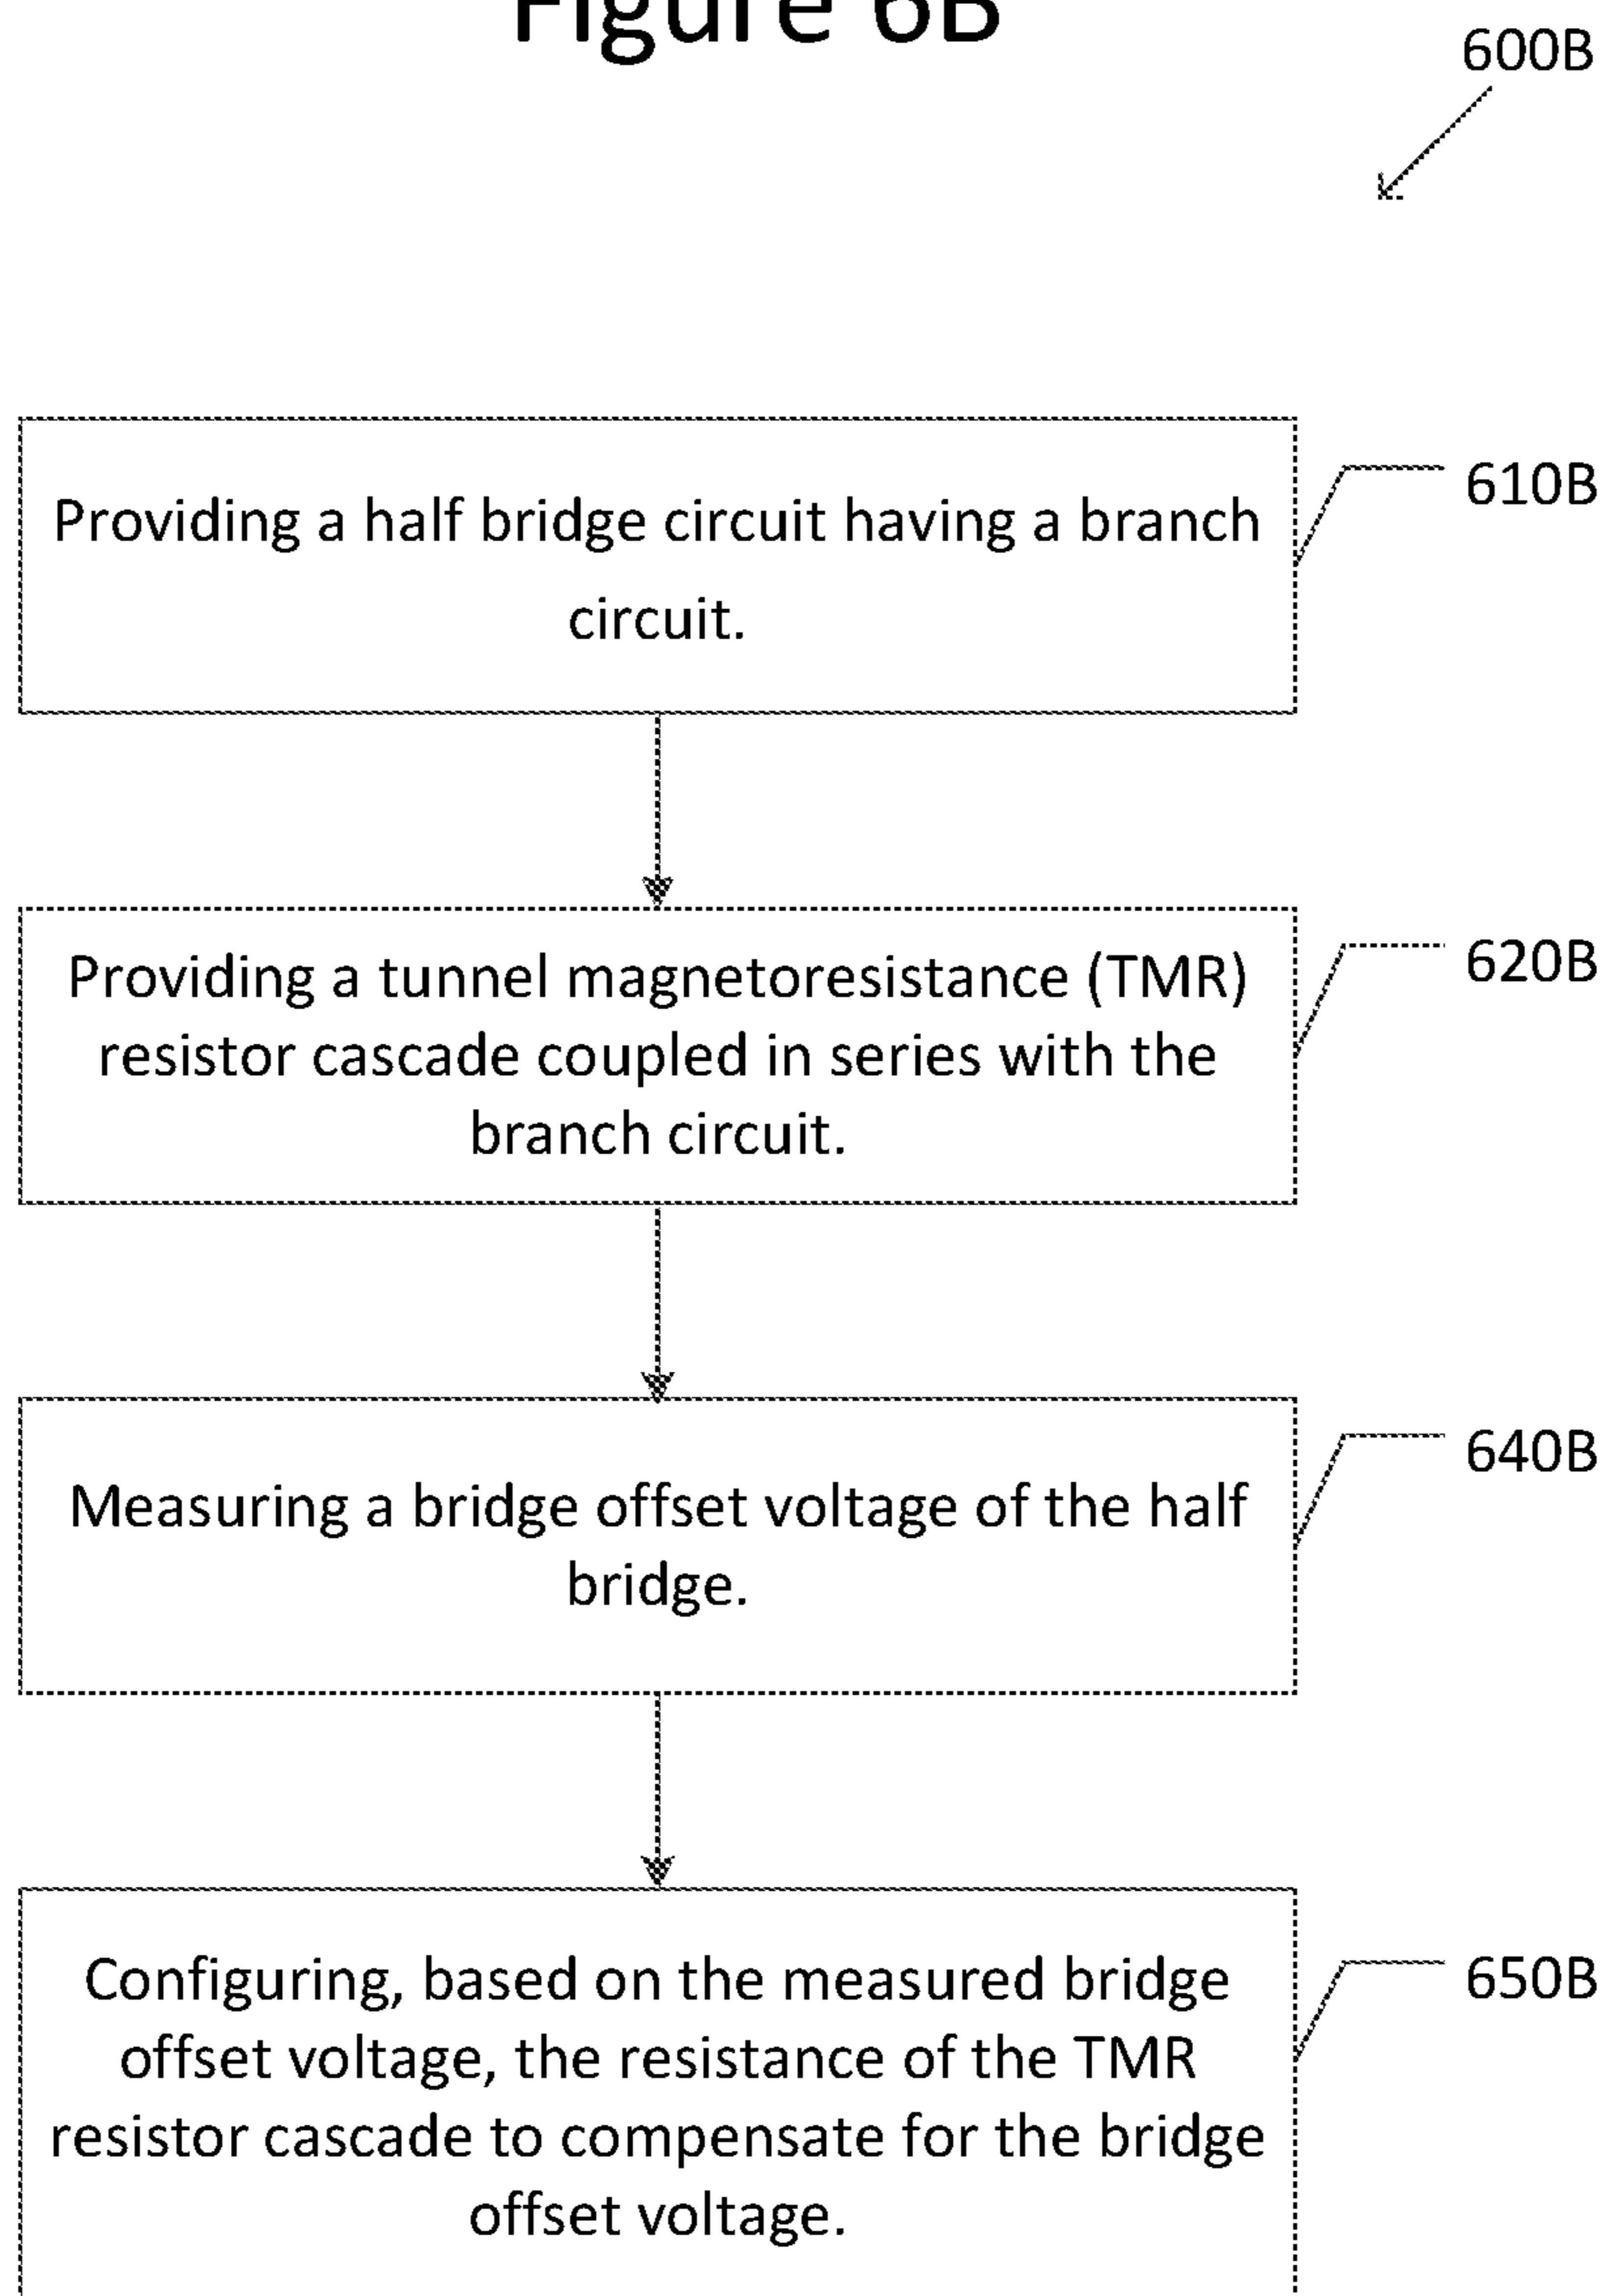 Figure 6B
600B
Providing a half bridge circuit having a branch
circuit.
610B
Providing a tunnel magnetoresistance (TMR)
resistor cascade coupled in series with the
branch circuit.
620B
Measuring a bridge offset voltage of the half
bridge.
640B
Configuring, based on the measured bridge
offset voltage, the resistance of the TMR
resistor cascade to compensate for the bridge
offset voltage.
650B